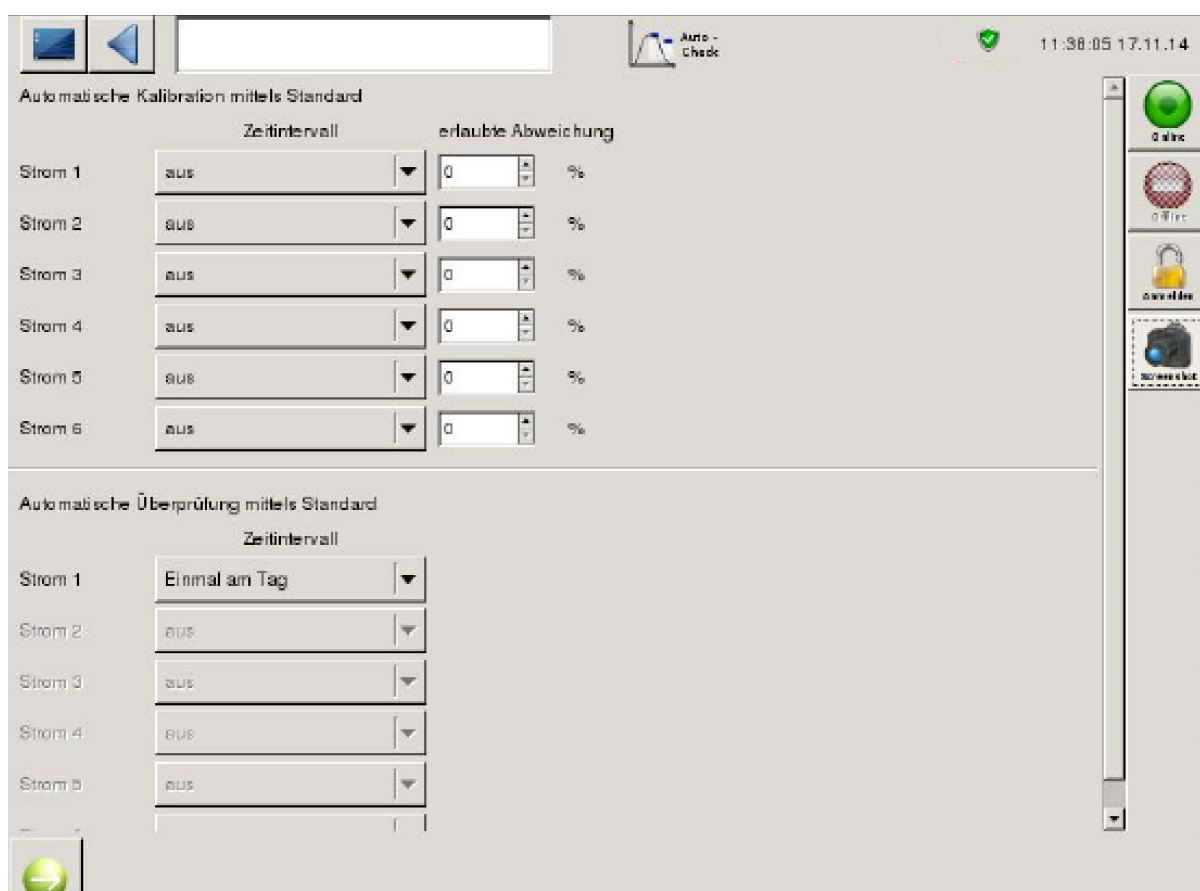 Auto -
Check
11:38:05 17.11.14
Automatische Kalibration mittels Standard
Zeitintervall erlaubte Abweichung
Strom 1 aus 0 %
Strom 2 aus 0 %
Strom 3 aus 0 %
Strom 4 aus 0 %
Strom 5 aus 0 %
Strom 6 aus 0 %
Automatische Überprüfung mittels Standard
Zeitintervall
Strom 1 Einmal am Tag
Strom 2 aus
Strom 3 aus
Strom 4 aus
Strom 5 aus
Online
Offline
Anmelden
Screenshot